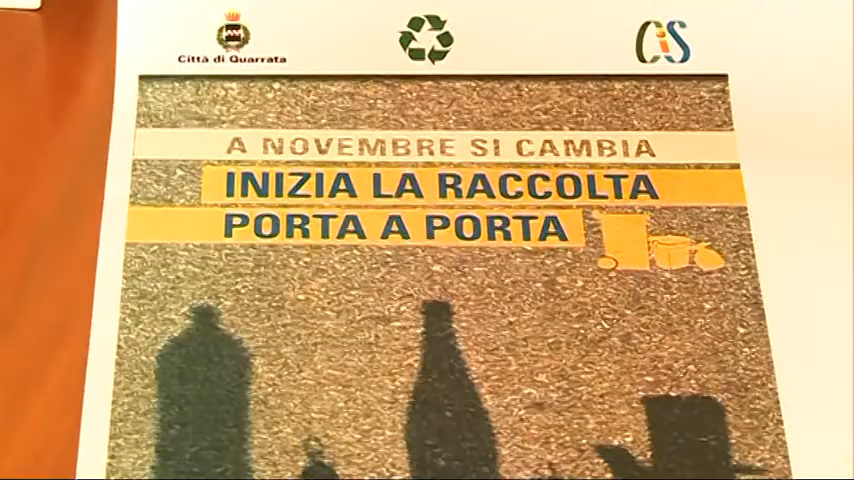 Città di Quarrata
CiS
A NOVEMBRE SI CAMBIA
INIZIA LA RACCOLTA
PORTA A PORTA